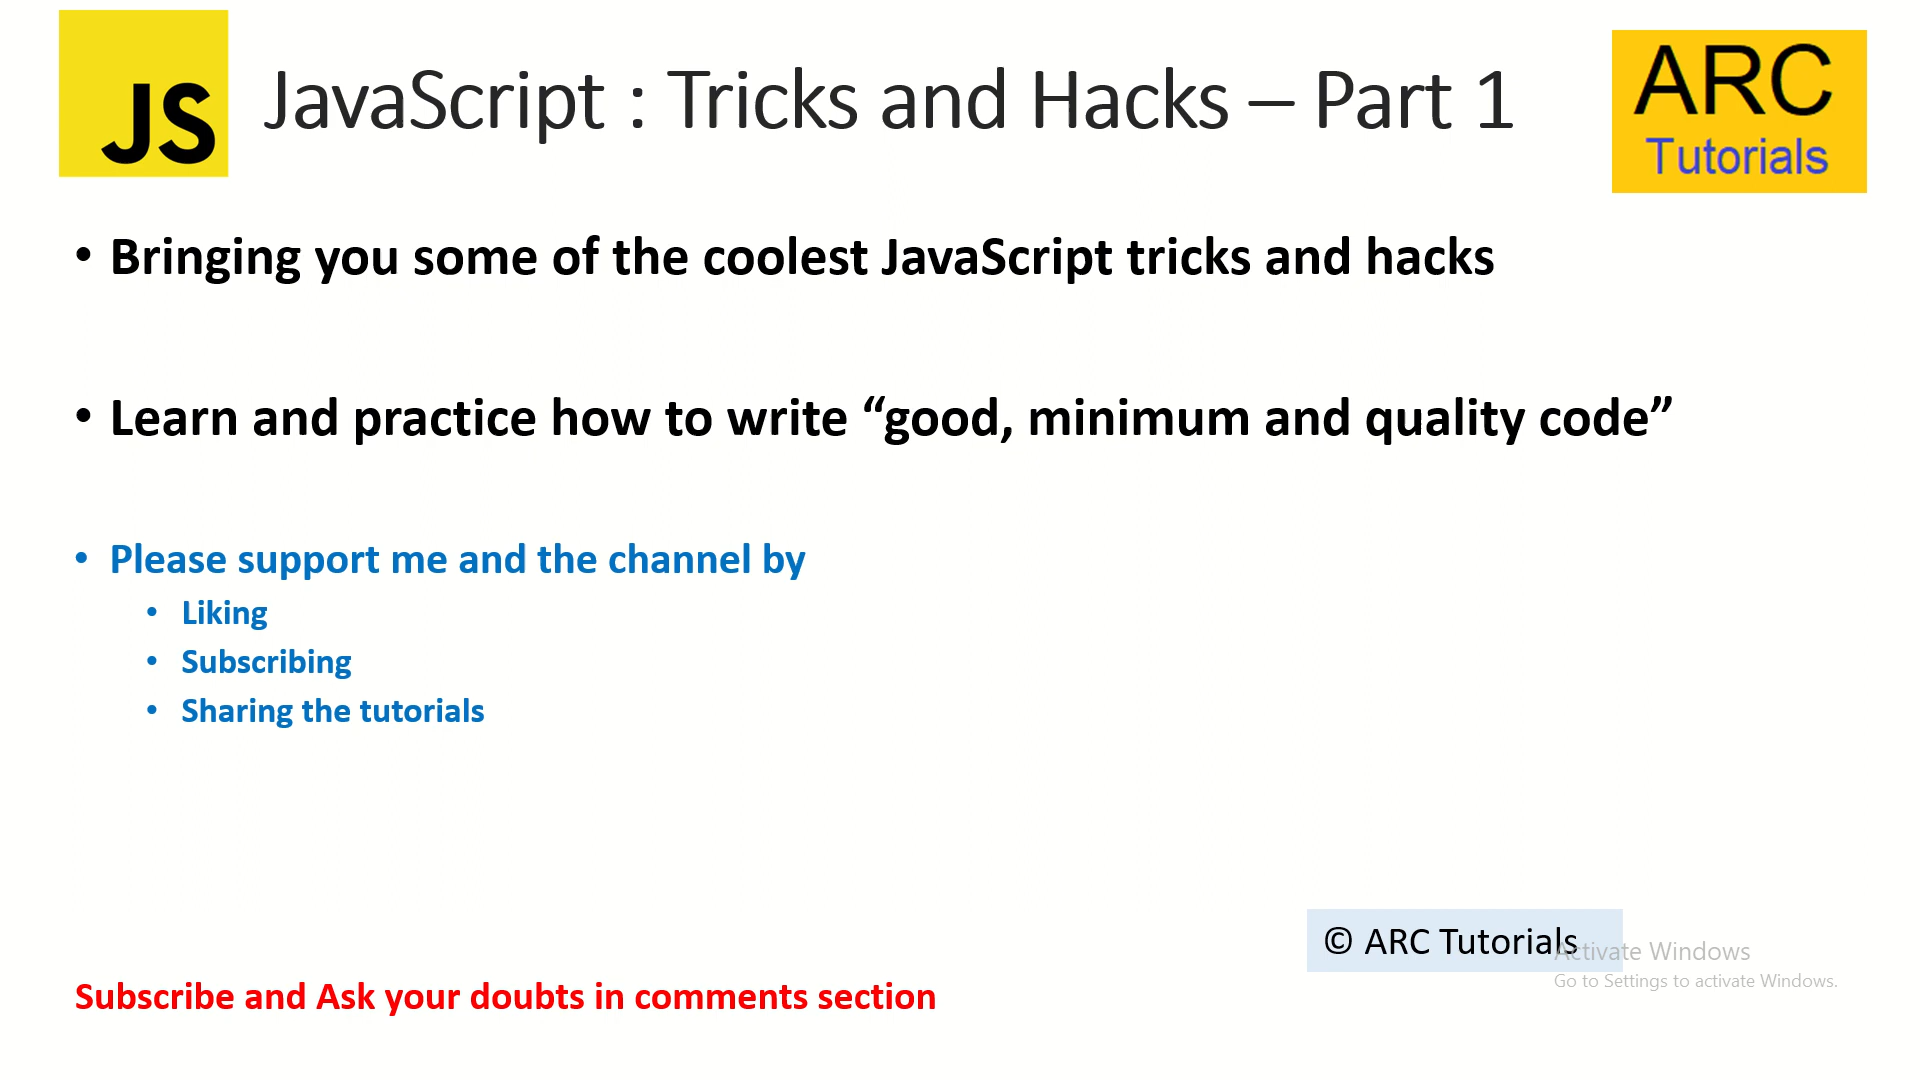 JS
JavaScript : Tricks and Hacks – Part 1
ARC
Tutorials
• Bringing you some of the coolest JavaScript tricks and hacks
• Learn and practice how to write “good, minimum and quality code”
• Please support me and the channel by
• Liking
• Subscribing
• Sharing the tutorials
© ARC Tutorials
Activate Windows
Go to Settings to activate Windows.
Subscribe and Ask your doubts in comments section